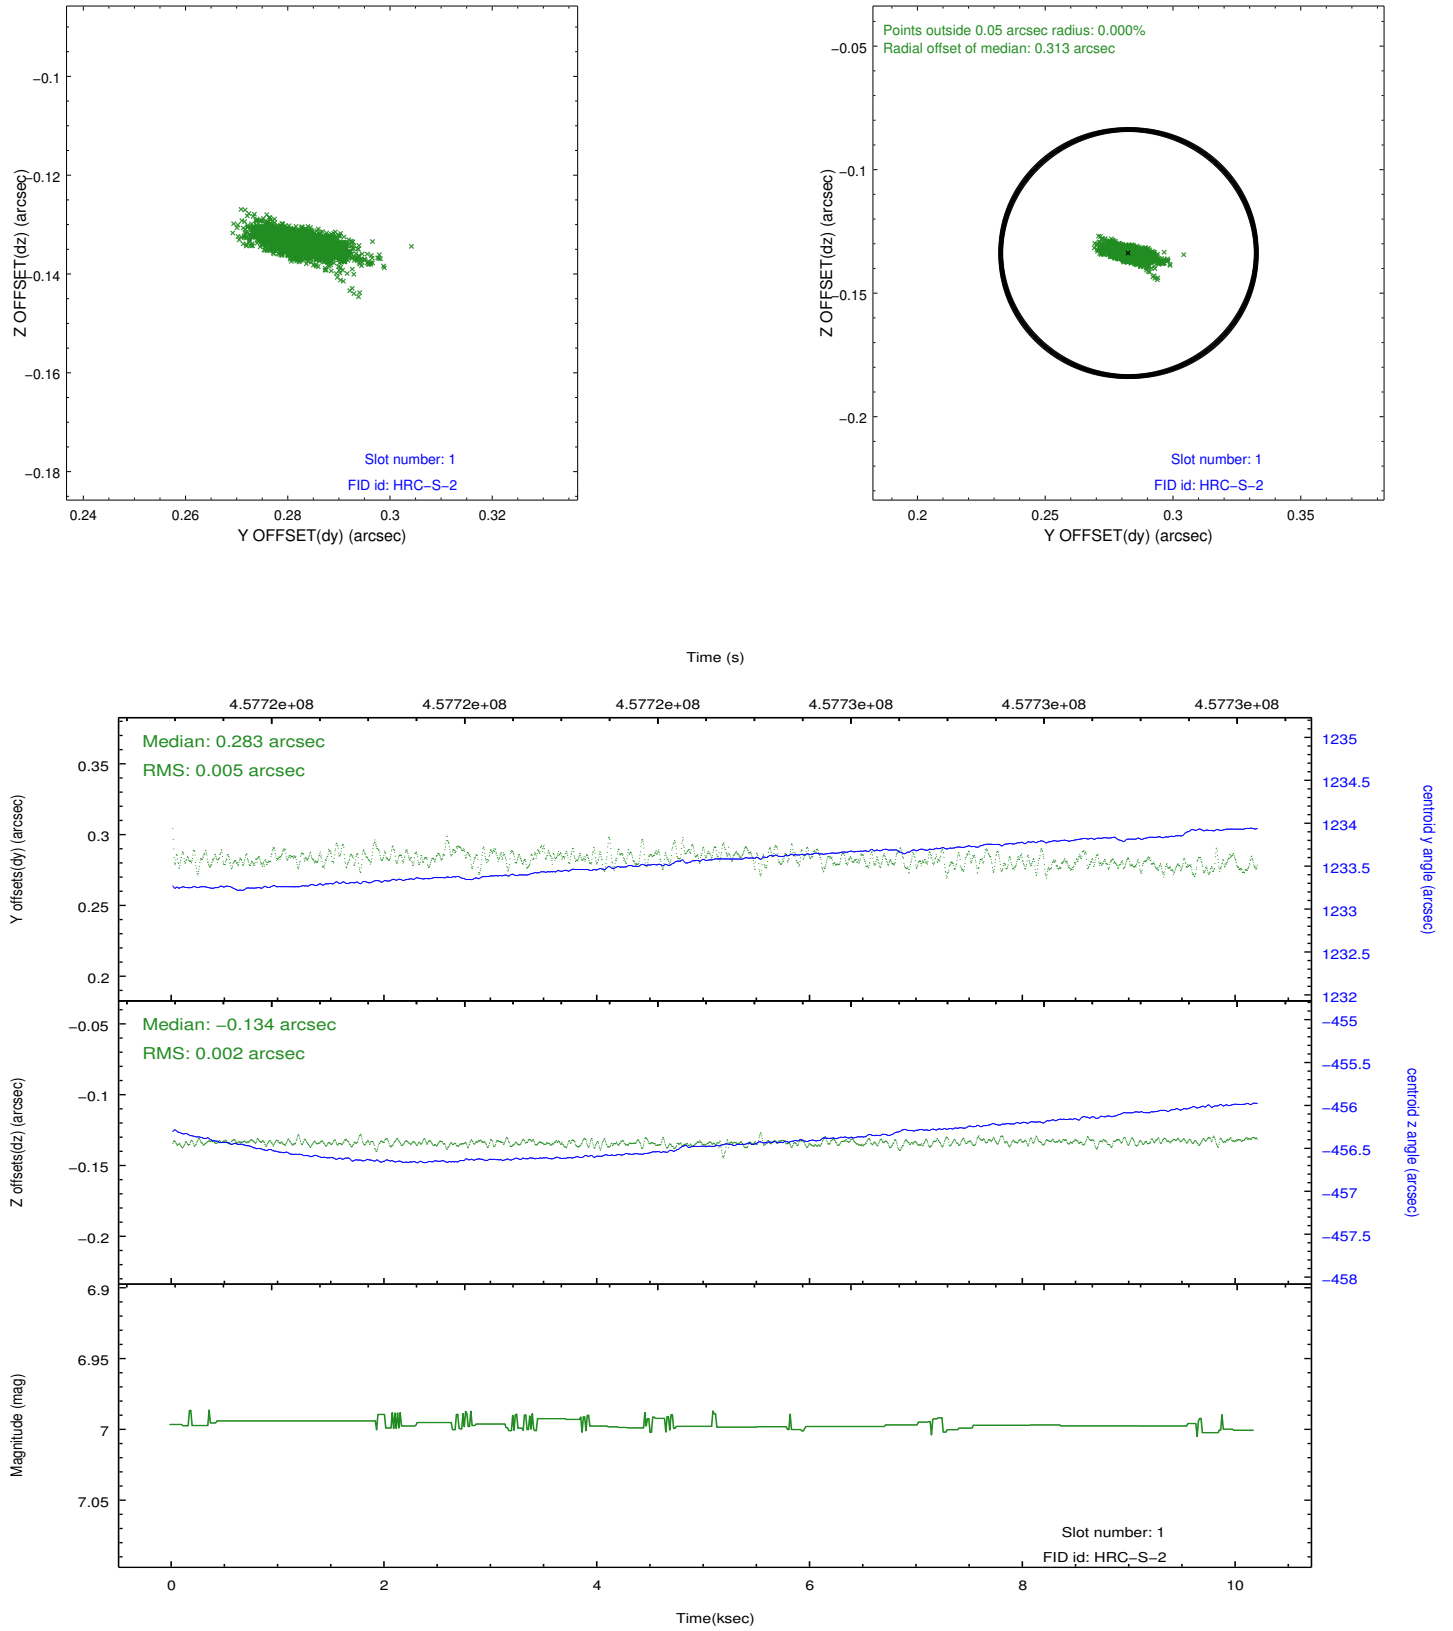 −0.1
−0.12
−0.14
−0.16
−0.18
Z OFFSET(dz) (arcsec)
Slot number: 1
FID id: HRC−S−2
0.24 0.26 0.28 0.3 0.32
Y OFFSET(dy) (arcsec)
Points outside 0.05 arcsec radius: 0.000%
Radial offset of median: 0.313 arcsec
−0.05
−0.1
−0.15
−0.2
Z OFFSET(dz) (arcsec)
Slot number: 1
FID id: HRC−S−2
0.2 0.25 0.3 0.35
Y OFFSET(dy) (arcsec)
Time (s)
4.5772e+08 4.5772e+08 4.5772e+08 4.5773e+08 4.5773e+08 4.5773e+08
Median: 0.283 arcsec
RMS: 0.005 arcsec
0.35
0.3
0.25
0.2
Y offsets(dy) (arcsec)
1235
1234.5
1234
1233.5
1233
1232.5
1232
centroid y angle (arcsec)
Median: −0.134 arcsec
RMS: 0.002 arcsec
−0.05
−0.1
−0.15
−0.2
Z offsets(dz) (arcsec)
−455
−455.5
−456
−456.5
−457
−457.5
−458
centroid z angle (arcsec)
6.9
6.95
7
7.05
Magnitude (mag)
Slot number: 1
FID id: HRC−S−2
0 2 4 6 8 10
Time(ksec)